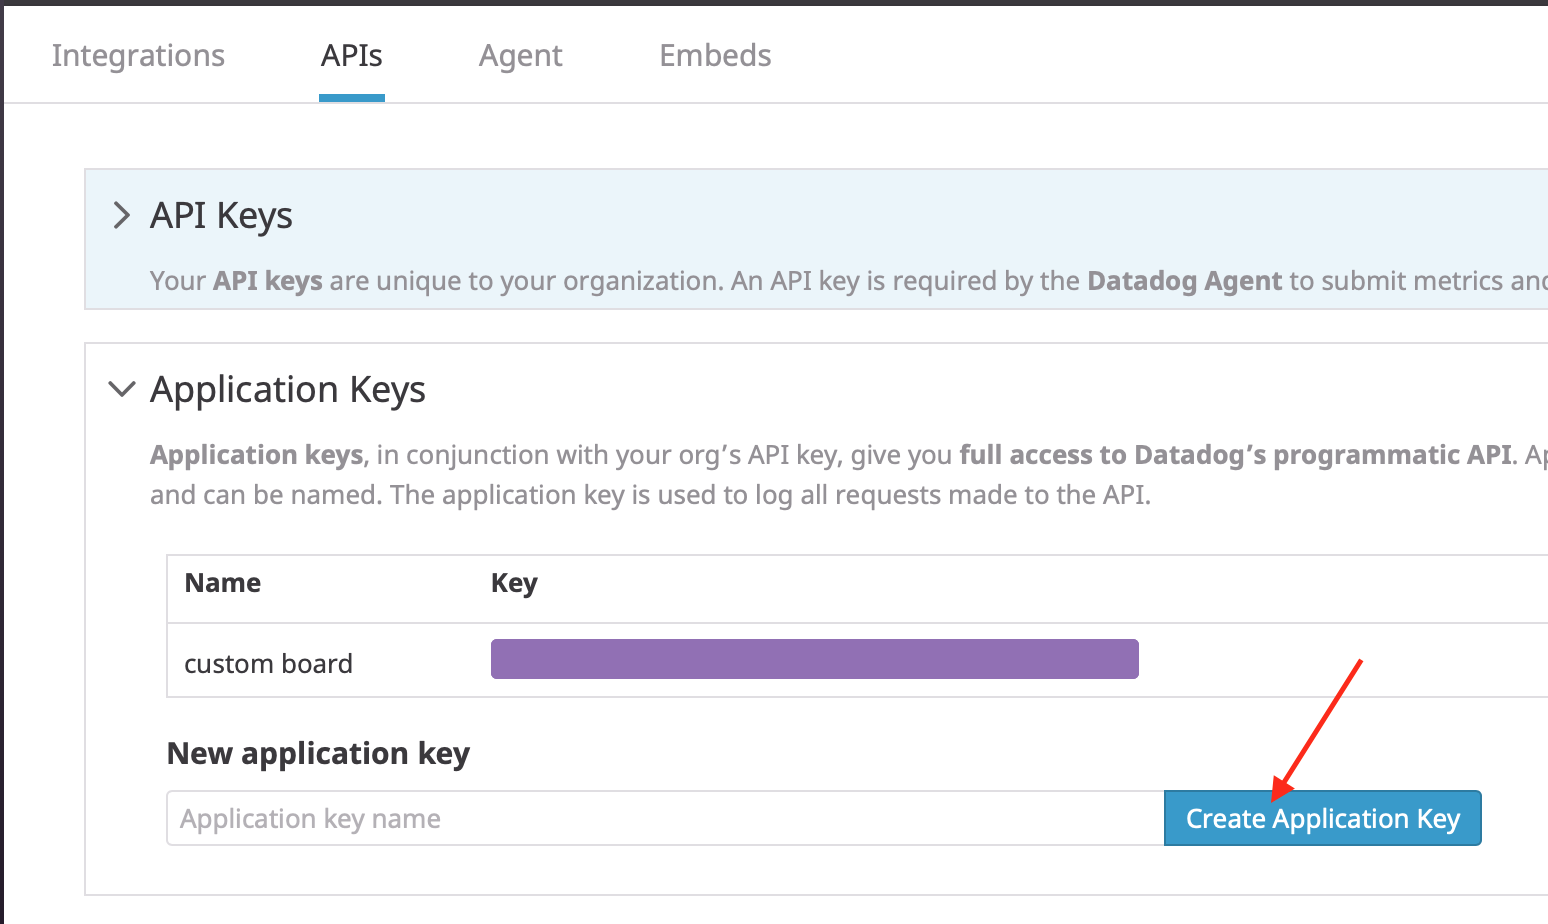 Integrations APIs Agent Embeds
API Keys
Your API keys are unique to your organization. An API key is required by the Datadog Agent to submit metrics
Application Keys
Application keys, in conjunction with your org’s API key, give you full access to Datadog’s programmatic API.
and can be named. The application key is used to log all requests made to the API.
Name Key
custom board
New application key
Application key name Create Application Key